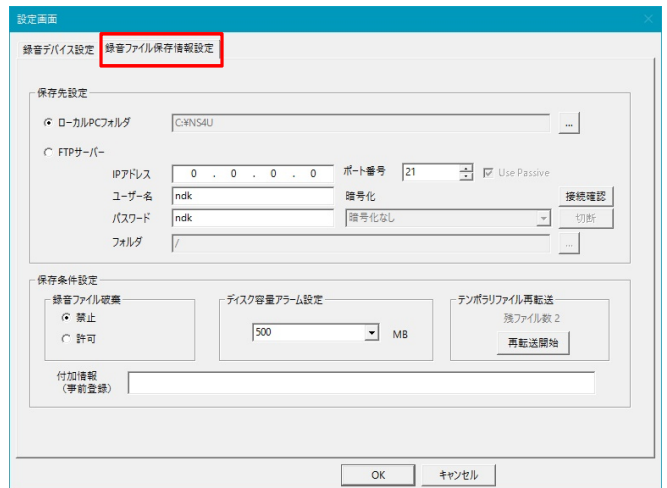 設定画面
録音デバイス設定 録音ファイル保存情報設定
保存先設定
ローカルPCフォルダ C:¥NS4U ...
FTPサーバー
IPアドレス 0 . 0 . 0 . 0 ポート番号 21 Use Passive
ユーザー名 ndk 暗号化 接続確認
パスワード ndk 暗号化なし 切断
フォルダ / ...
保存条件設定
録音ファイル破棄 ディスク容量アラーム設定 テンポラリファイル再転送
禁止 残ファイル数 2
許可 500 MB 再転送開始
付加情報
（事前登録）
OK キャンセル